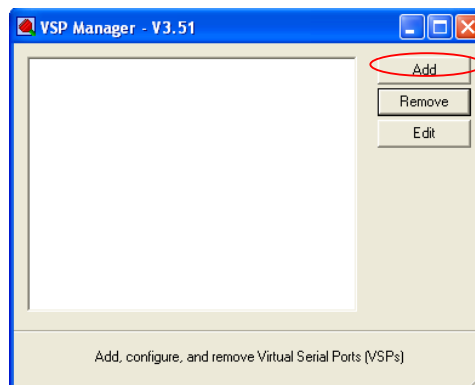 VSP Manager - V3.51
Add
Remove
Edit
Add, configure, and remove Virtual Serial Ports (VSPs)